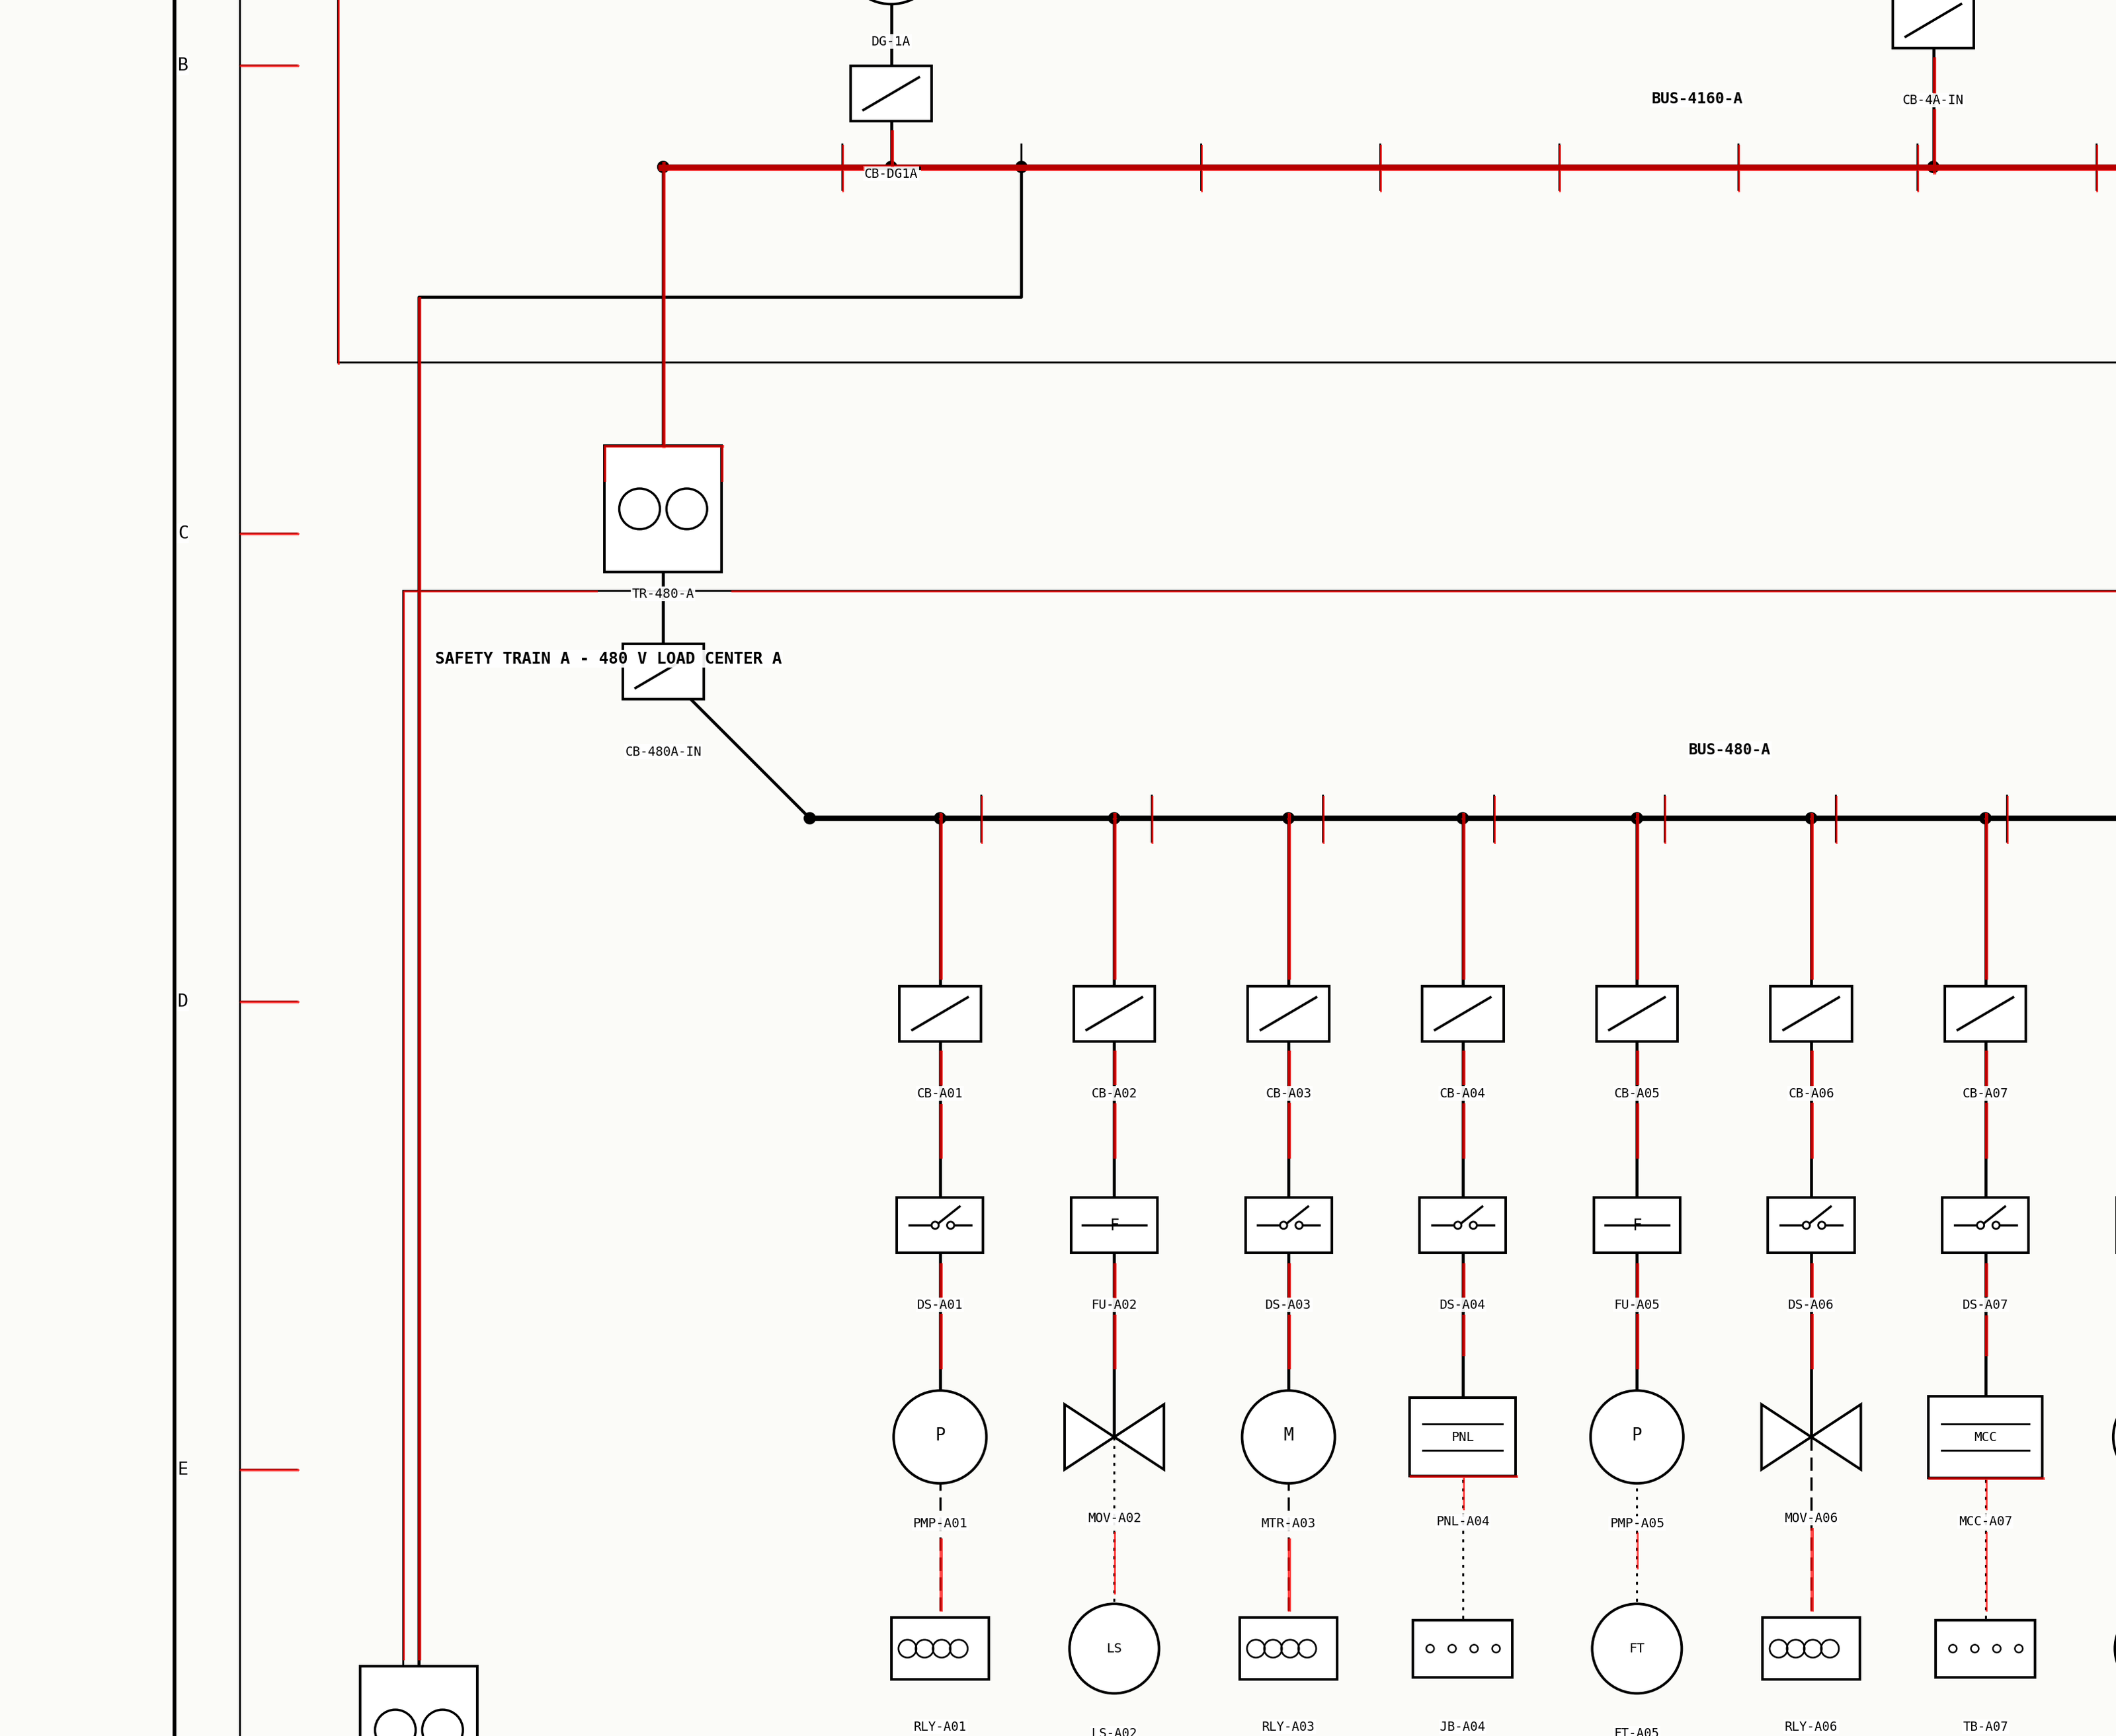 DG-1A
B
BUS-4160-A
CB-4A-IN
CB-DG1A
C
TR-480-A
SAFETY TRAIN A - 480 V LOAD CENTER A
CB-480A-IN
BUS-480-A
D
CB-A01 CB-A02 CB-A03 CB-A04 CB-A05 CB-A06 CB-A07
F F
DS-A01 FU-A02 DS-A03 DS-A04 FU-A05 DS-A06 DS-A07
P M PNL P MCC
E
PMP-A01 MOV-A02 MTR-A03 PNL-A04 PMP-A05 MOV-A06 MCC-A07
LS FT
RLY-A01 LS-A02 RLY-A03 JB-A04 FT-A05 RLY-A06 TB-A07